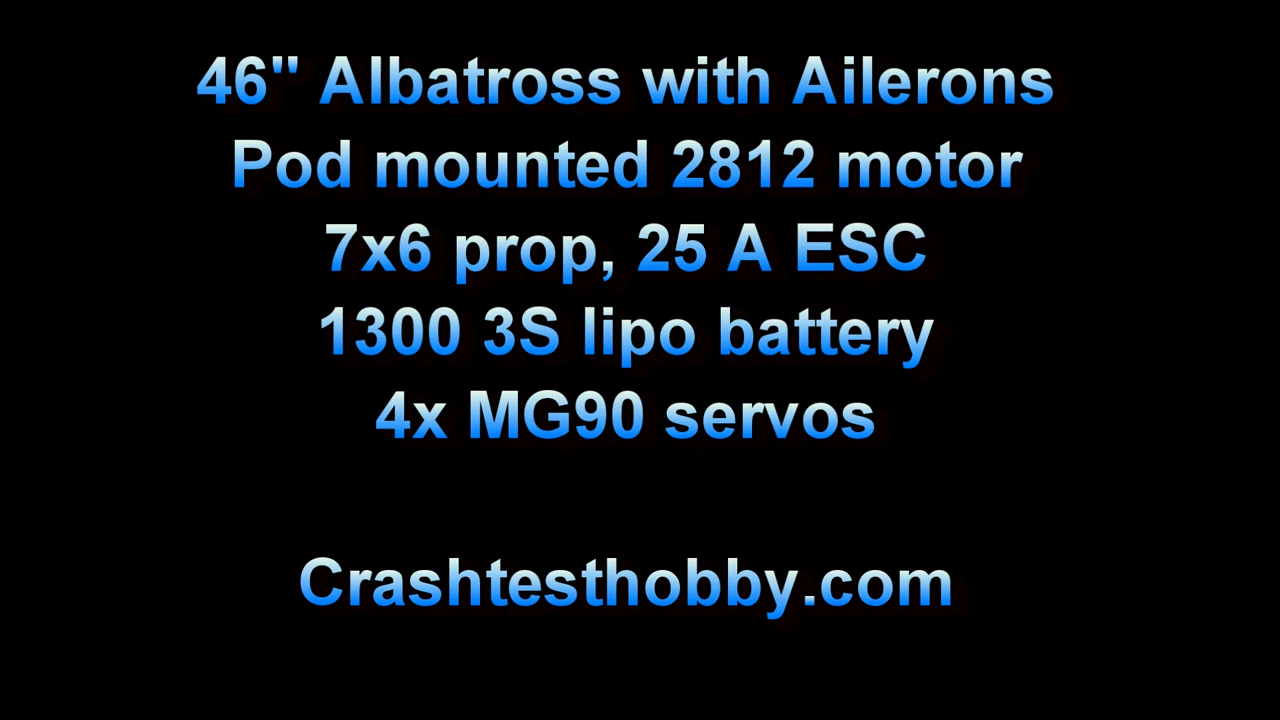 46" Albatross with Ailerons
Pod mounted 2812 motor
7x6 prop, 25 A ESC
1300 3S lipo battery
4x MG90 servos
Crashtesthobby.com